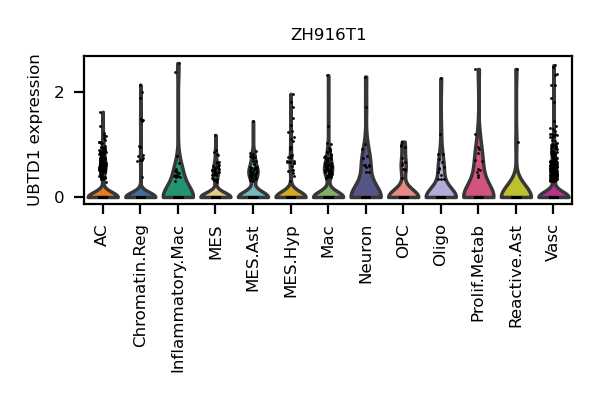 ZH916T1
UBTD1 expression
2
0
AC
Chromatin.Reg
Inflammatory.Mac
MES
MES.Ast
MES.Hyp
Mac
Neuron
OPC
Oligo
Prolif.Metab
Reactive.Ast
Vasc